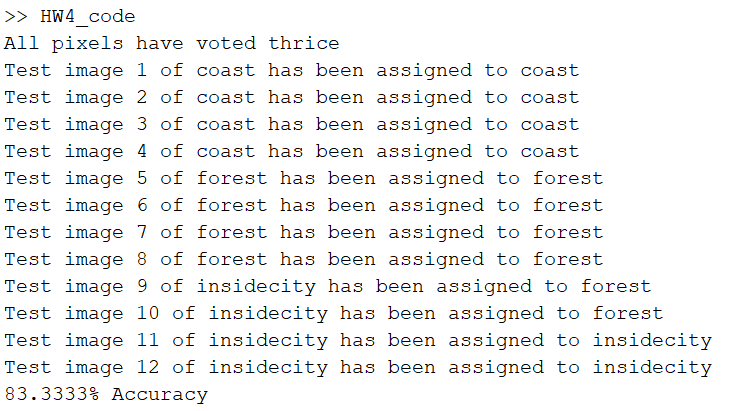 >> HW4_code
All pixels have voted thrice
Test image 1 of coast has been assigned to coast
Test image 2 of coast has been assigned to coast
Test image 3 of coast has been assigned to coast
Test image 4 of coast has been assigned to coast
Test image 5 of forest has been assigned to forest
Test image 6 of forest has been assigned to forest
Test image 7 of forest has been assigned to forest
Test image 8 of forest has been assigned to forest
Test image 9 of insidecity has been assigned to forest
Test image 10 of insidecity has been assigned to forest
Test image 11 of insidecity has been assigned to insidecity
Test image 12 of insidecity has been assigned to insidecity
83.3333% Accuracy